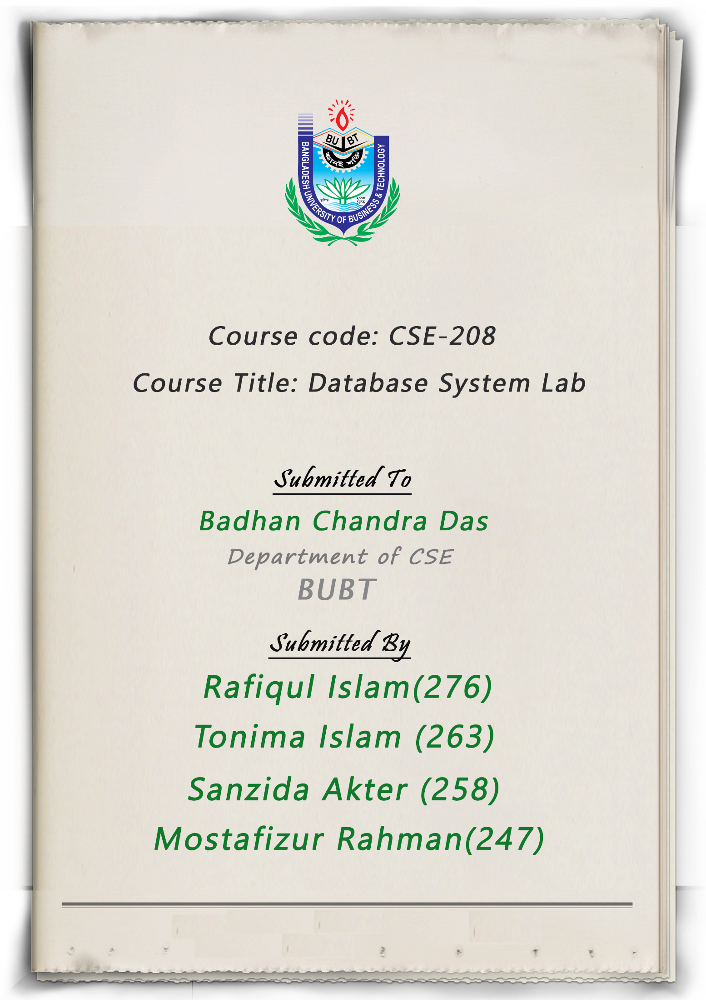 BU BT
জ্ঞানই শক্তি
স্থাপিত
২০০৩
১৪০৯
BANGLADESH UNIVERSITY OF BUSINESS & TECHNOLOGY
Course code: CSE-208
Course Title: Database System Lab
Submitted To
Badhan Chandra Das
Department of CSE
BUBT
Submitted By
Rafiqul Islam(276)
Tonima Islam (263)
Sanzida Akter (258)
Mostafizur Rahman(247)